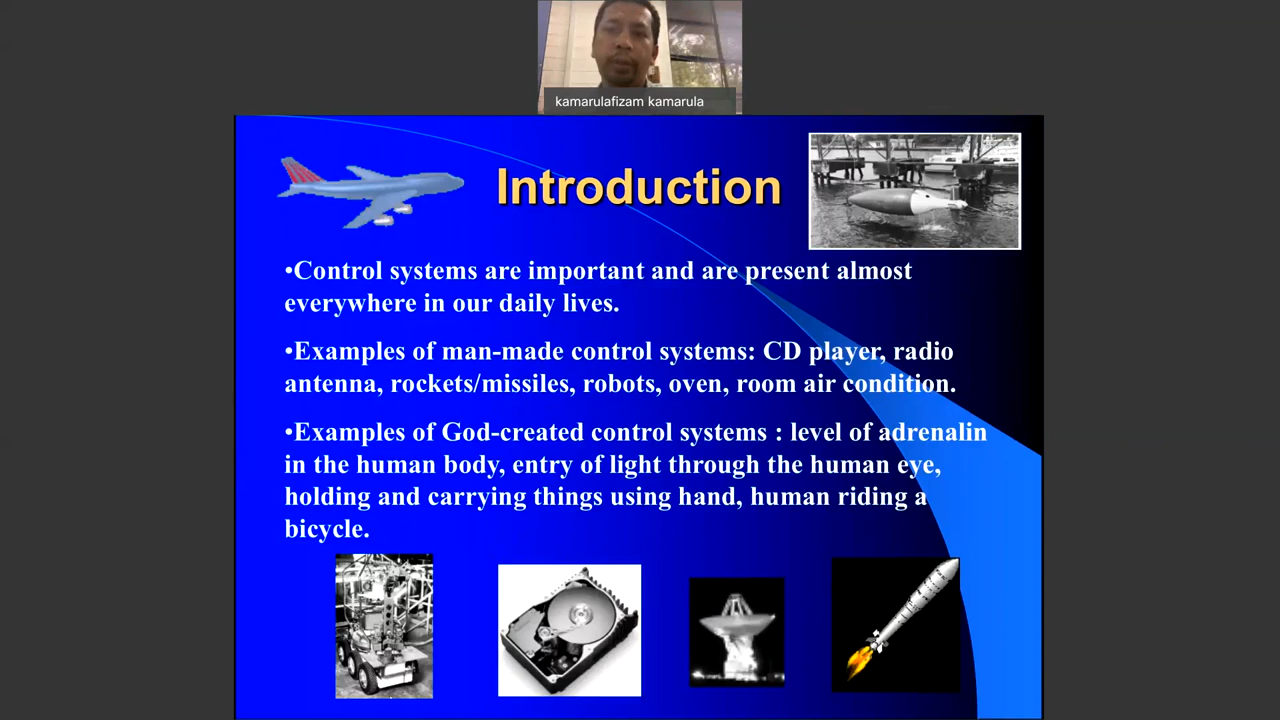 kamarulafizam kamarula
Introduction
•Control systems are important and are present almost
everywhere in our daily lives.
•Examples of man-made control systems: CD player, radio
antenna, rockets/missiles, robots, oven, room air condition.
•Examples of God-created control systems : level of adrenalin
in the human body, entry of light through the human eye,
holding and carrying things using hand, human riding a
bicycle.